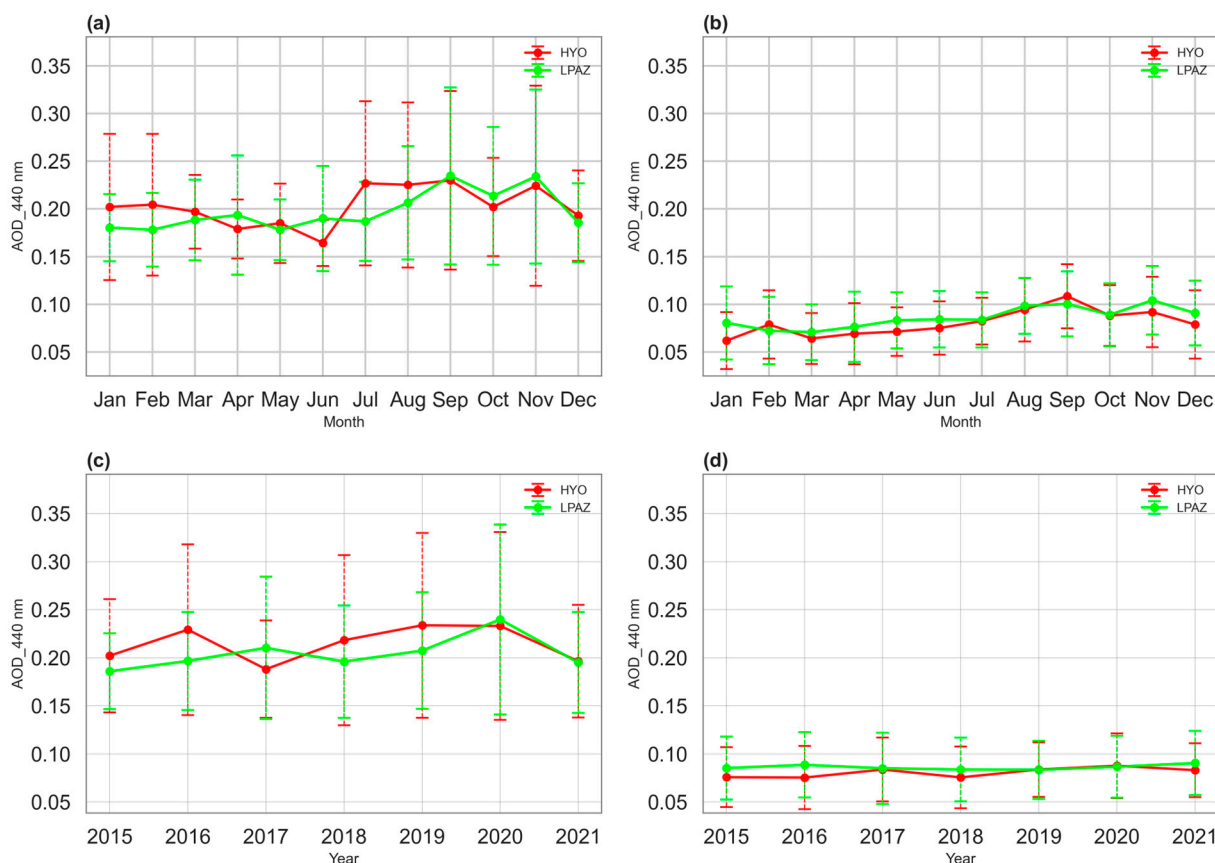 (a)
HYO
LPAZ
0.35
0.30
0.25
0.20
0.15
0.10
0.05
AOD_440 nm
Jan Feb Mar Apr May Jun Jul Aug Sep Oct Nov Dec
Month
(b)
HYO
LPAZ
0.35
0.30
0.25
0.20
0.15
0.10
0.05
AOD_440 nm
Jan Feb Mar Apr May Jun Jul Aug Sep Oct Nov Dec
Month
(c)
HYO
LPAZ
0.35
0.30
0.25
0.20
0.15
0.10
0.05
AOD_440 nm
2015 2016 2017 2018 2019 2020 2021
Year
(d)
HYO
LPAZ
0.35
0.30
0.25
0.20
0.15
0.10
0.05
AOD_440 nm
2015 2016 2017 2018 2019 2020 2021
Year